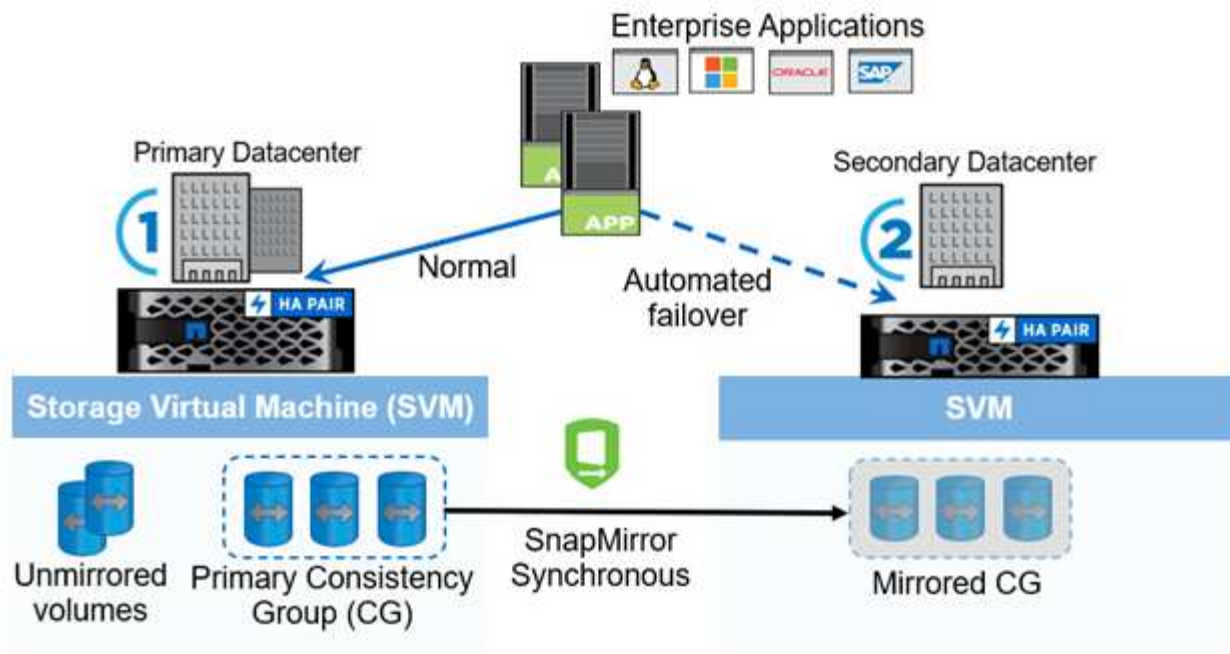 Enterprise Applications
ORACLE
SAP
Primary Datacenter
Secondary Datacenter
1
A
APP
2
Normal
Automated
failover
HA PAIR
HA PAIR
Storage Virtual Machine (SVM)
SVM
SnapMirror
Synchronous
Unmirrored
volumes
Primary Consistency
Group (CG)
Mirrored CG